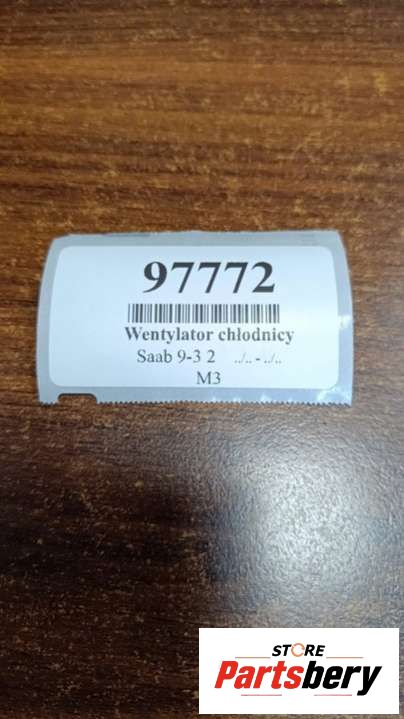 97772
Wentylator chłodnicy
Saab 9-3 2 ../.. - ../..
M3
STORE
Partsbery